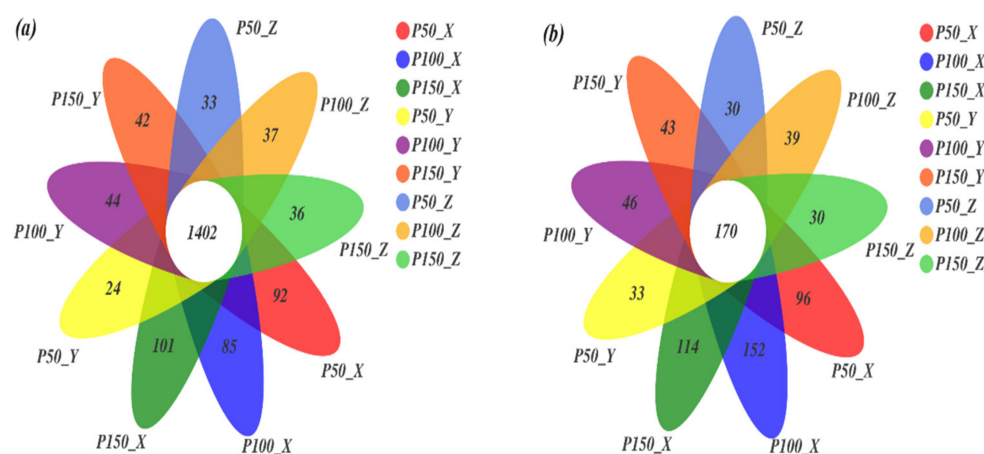 (a)
P50_Z
P150_Y
P100_Z
33
42
37
44
1402
36
P100_Y
P150_Z
24
92
P50_Y
101
85
P50_X
P150_X
P100_X
P50_X
P100_X
P150_X
P50_Y
P100_Y
P150_Y
P50_Z
P100_Z
P150_Z
(b)
P50_Z
P150_Y
P100_Z
30
43
39
46
170
30
P100_Y
P150_Z
33
96
P50_Y
114
152
P50_X
P150_X
P100_X
P50_X
P100_X
P150_X
P50_Y
P100_Y
P150_Y
P50_Z
P100_Z
P150_Z